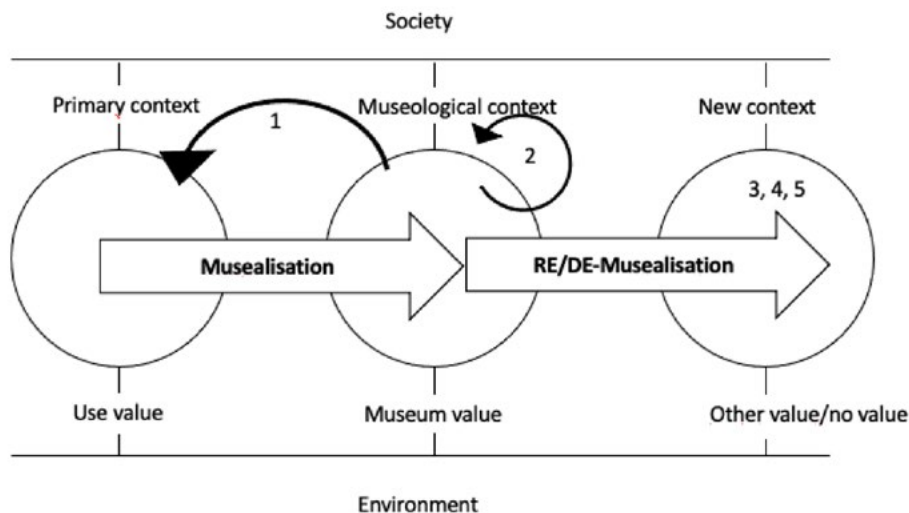 Society
Primary context
Museological context
New context
1
2
3, 4, 5
Musealisation
RE/DE-Musealisation
Use value
Museum value
Other value/no value
Environment